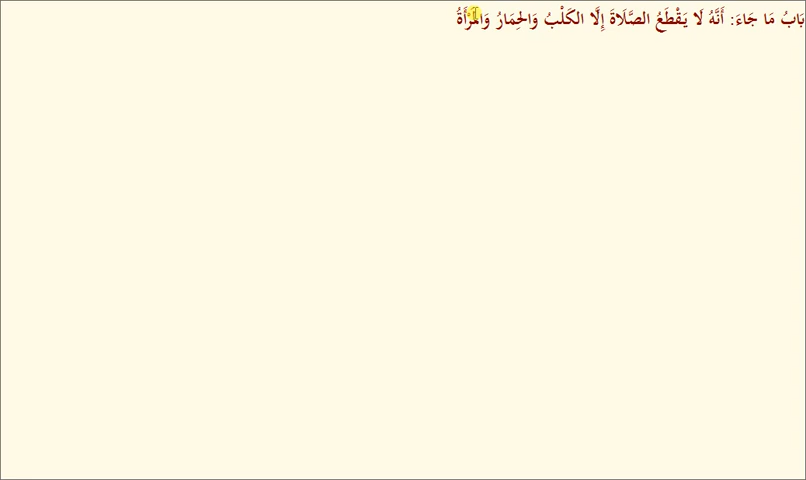 بَابُ مَا جَاءَ: أَنَّهُ لَا يَقْطَعُ الصَّلَاةَ إِلَّا الكَلْبُ وَالحِمَارُ وَالمَرْأَةُ